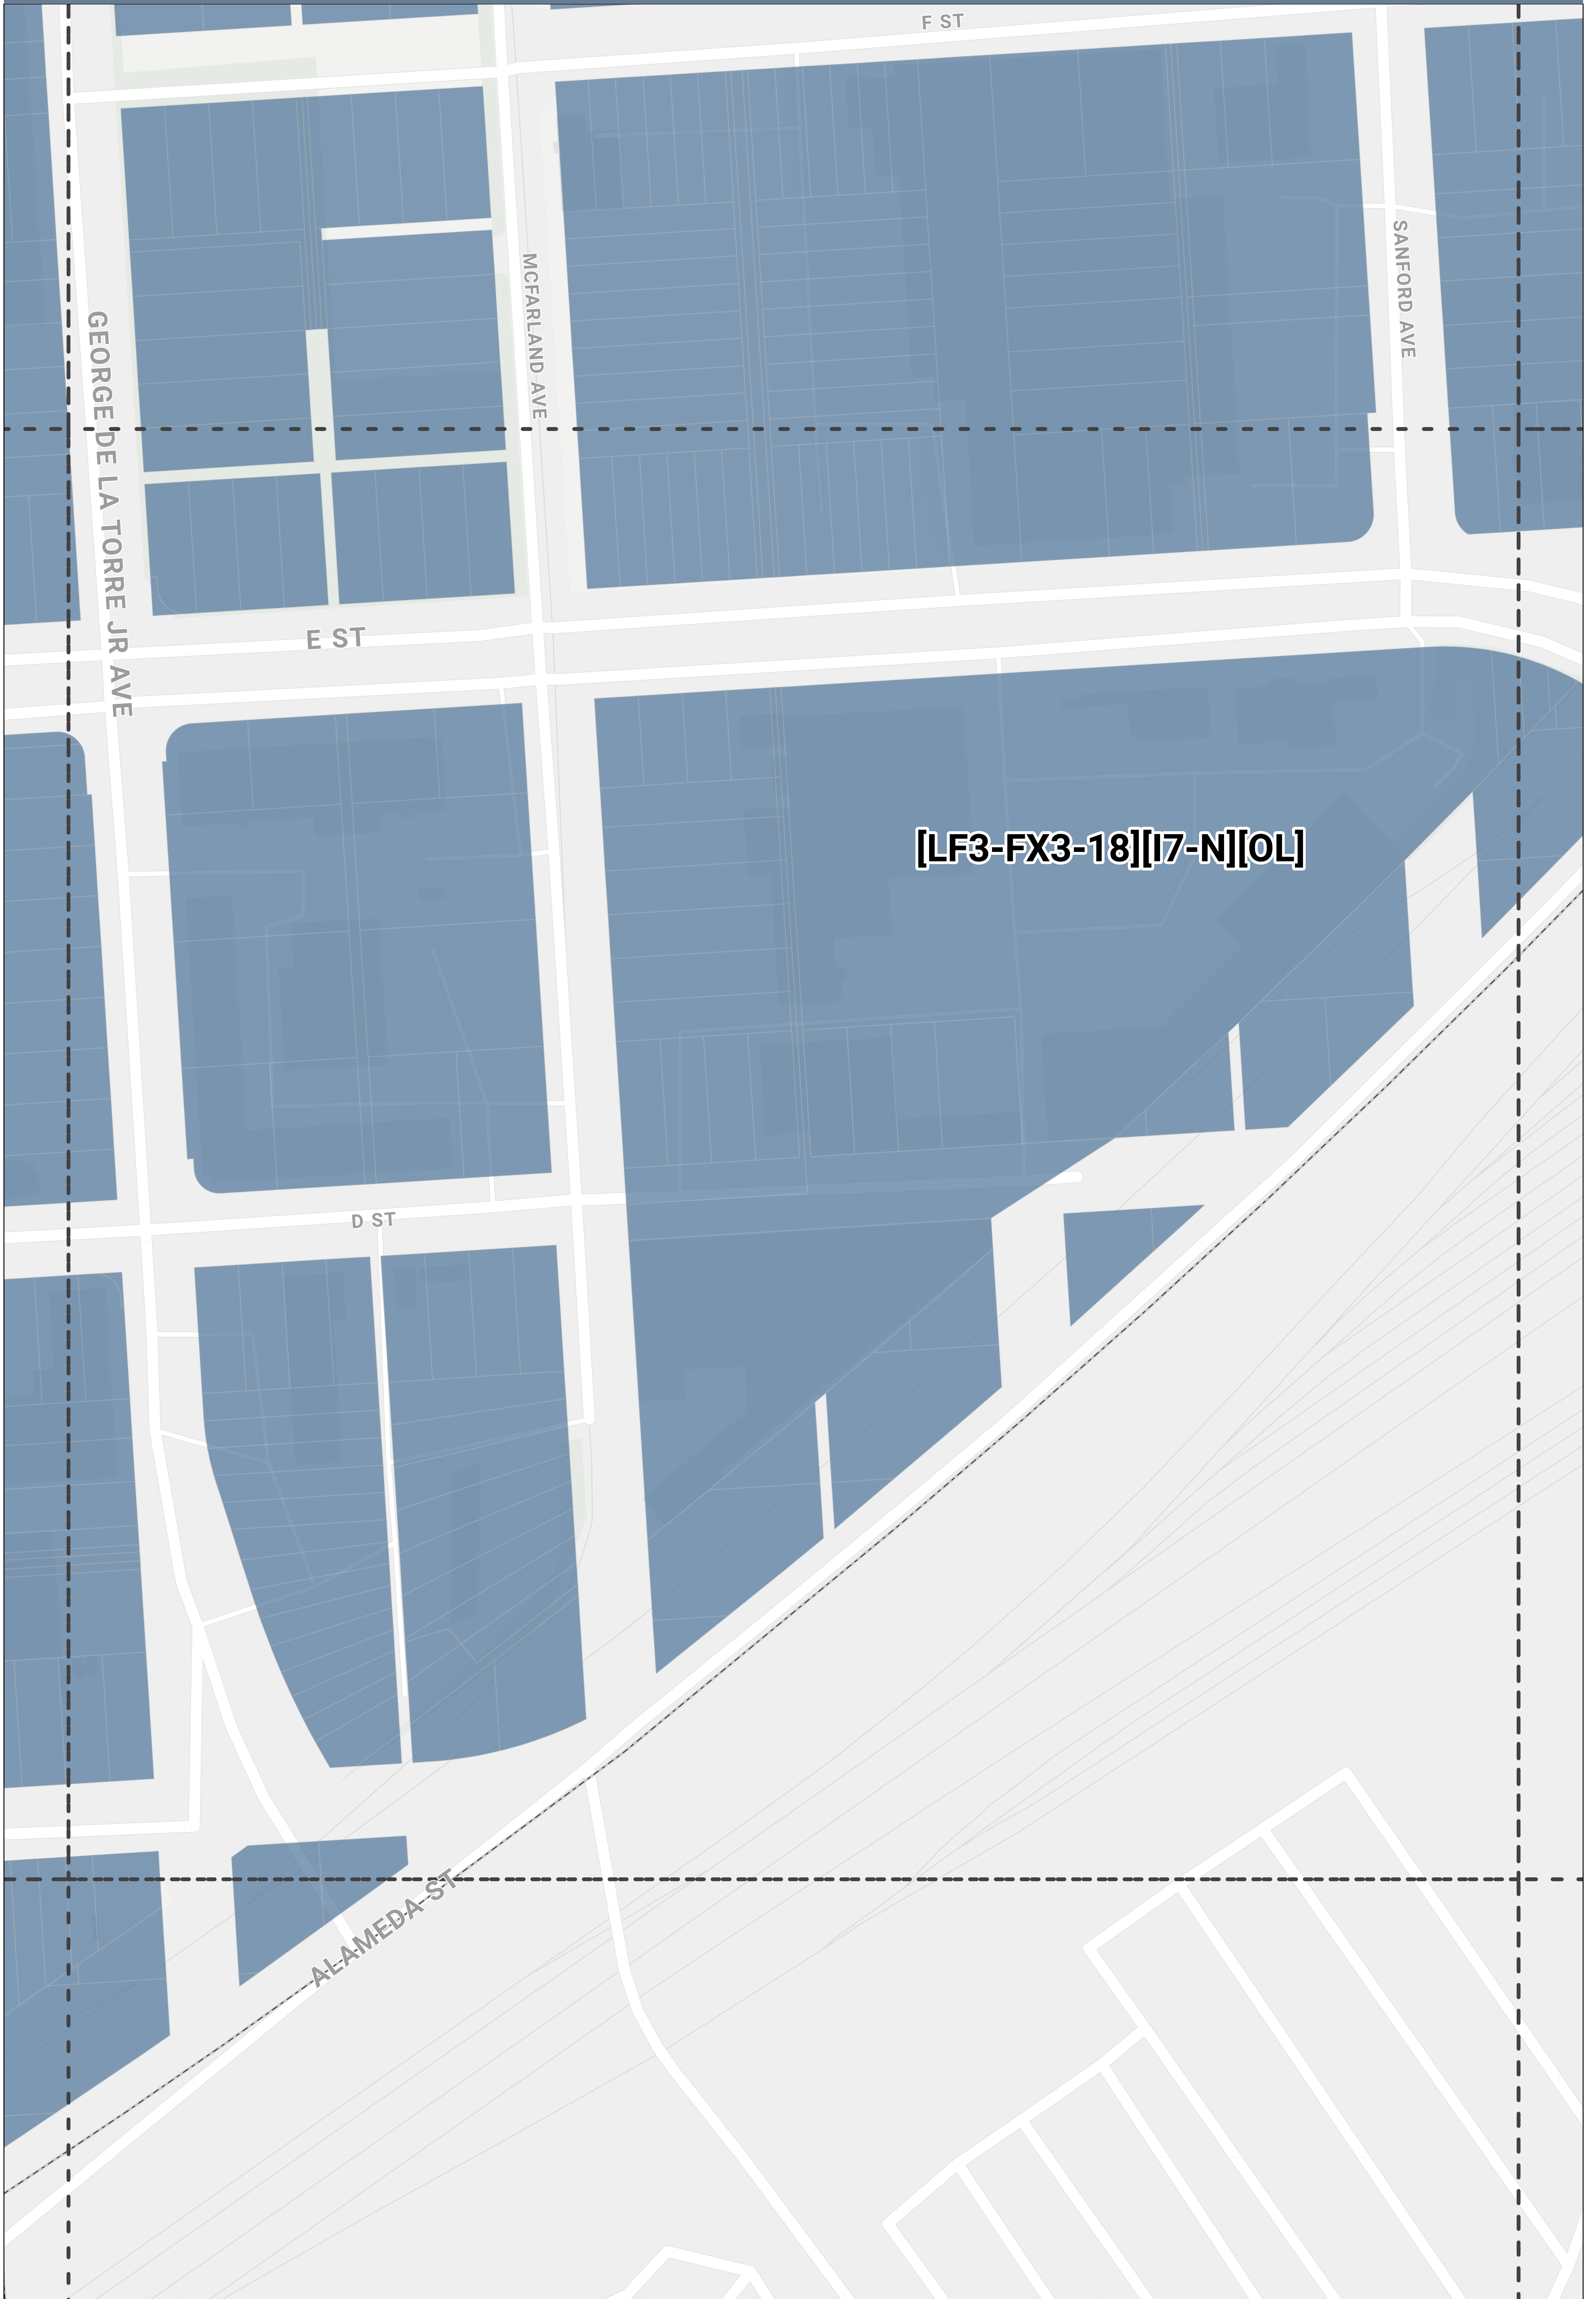 F ST
SANFORD AVE
MCFARLAND AVE
GEORGE DE LA TORRE JR AVE
E ST
[LF3-FX3-18][I7-N][OL]
D ST
ALAMEDA ST